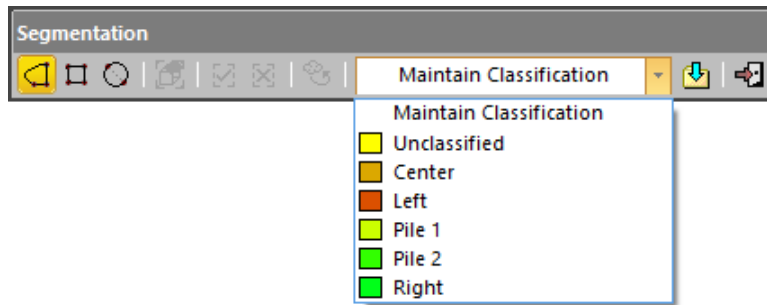 Segmentation
Maintain Classification
Maintain Classification
Unclassified
Center
Left
Pile 1
Pile 2
Right